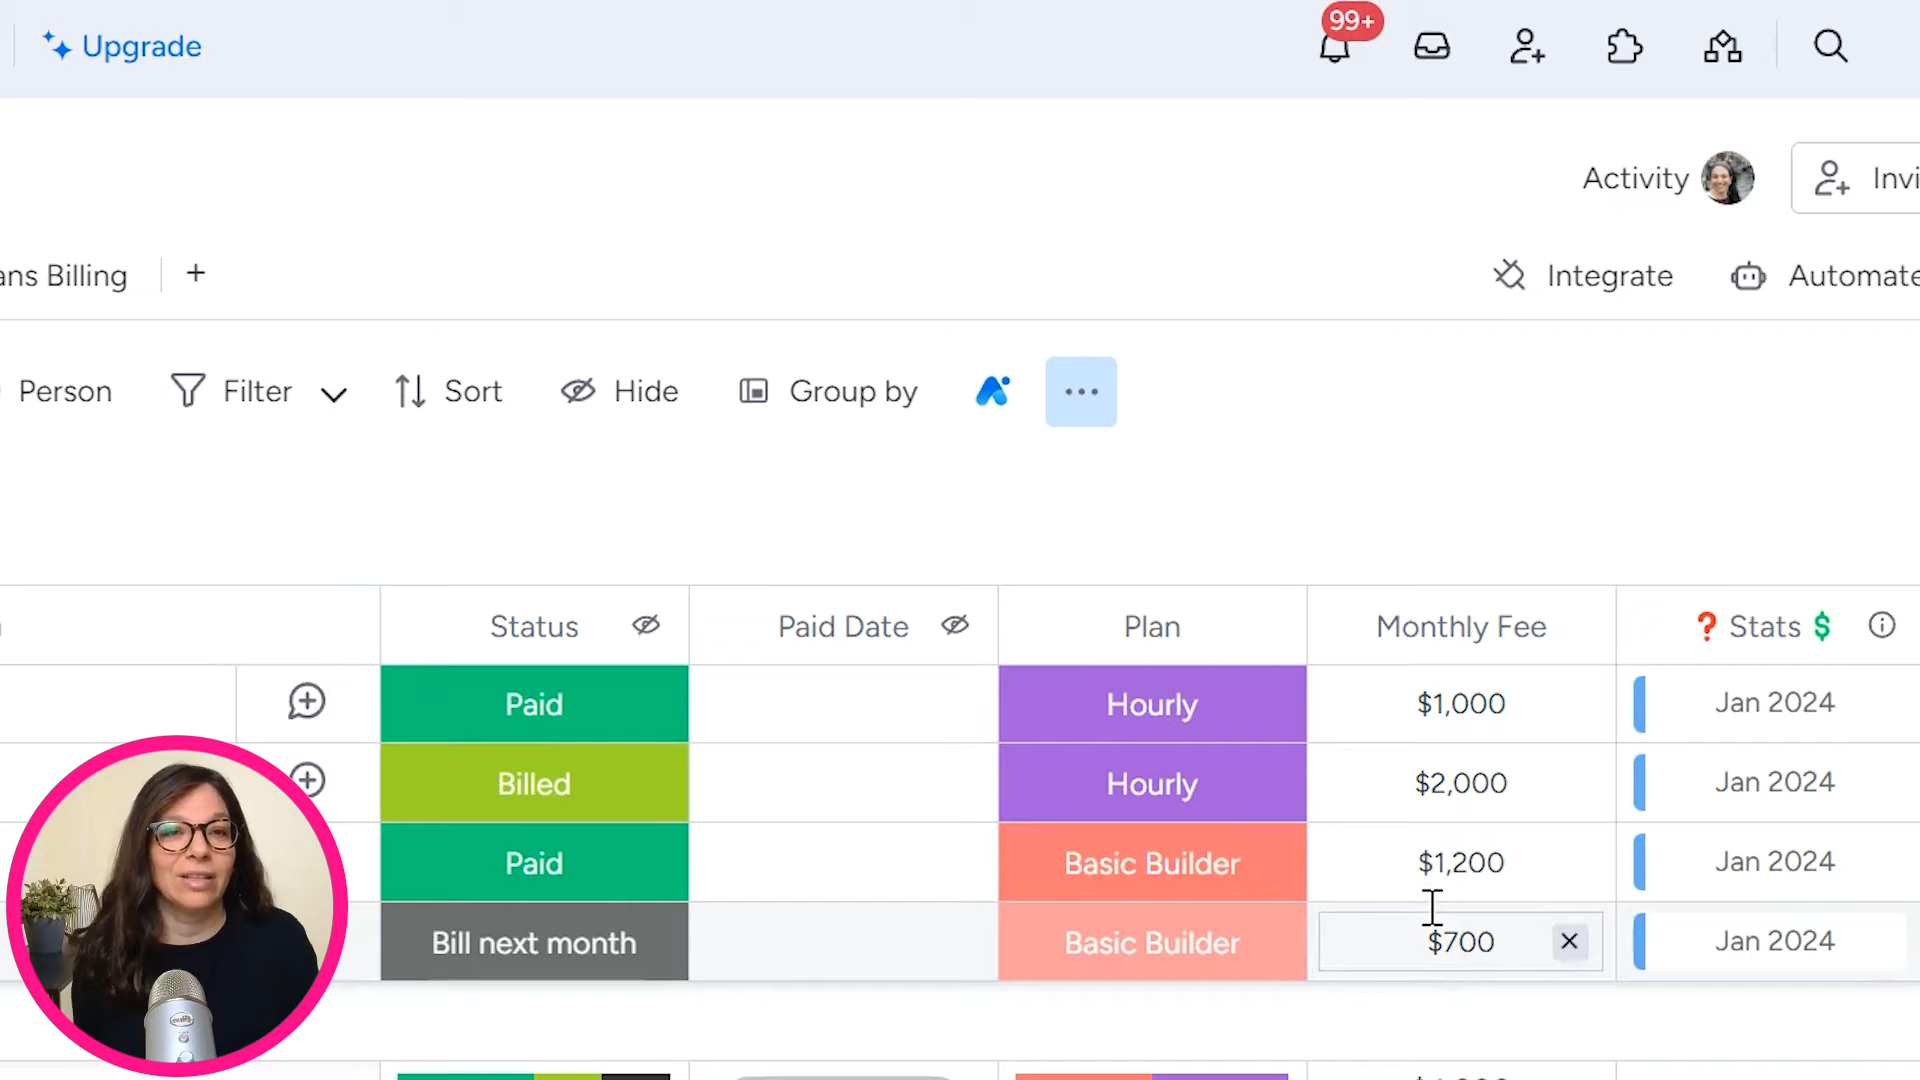 Upgrade
99+
Activity
Invi
ans Billing
+
Integrate
Automate
Person
Filter
Sort
Hide
Group by
Status
Paid Date
Plan
Monthly Fee
❓ Stats $
Paid
Hourly
$1,000
Jan 2024
Billed
Hourly
$2,000
Jan 2024
Paid
Basic Builder
$1,200
Jan 2024
Bill next month
Basic Builder
$700
Jan 2024